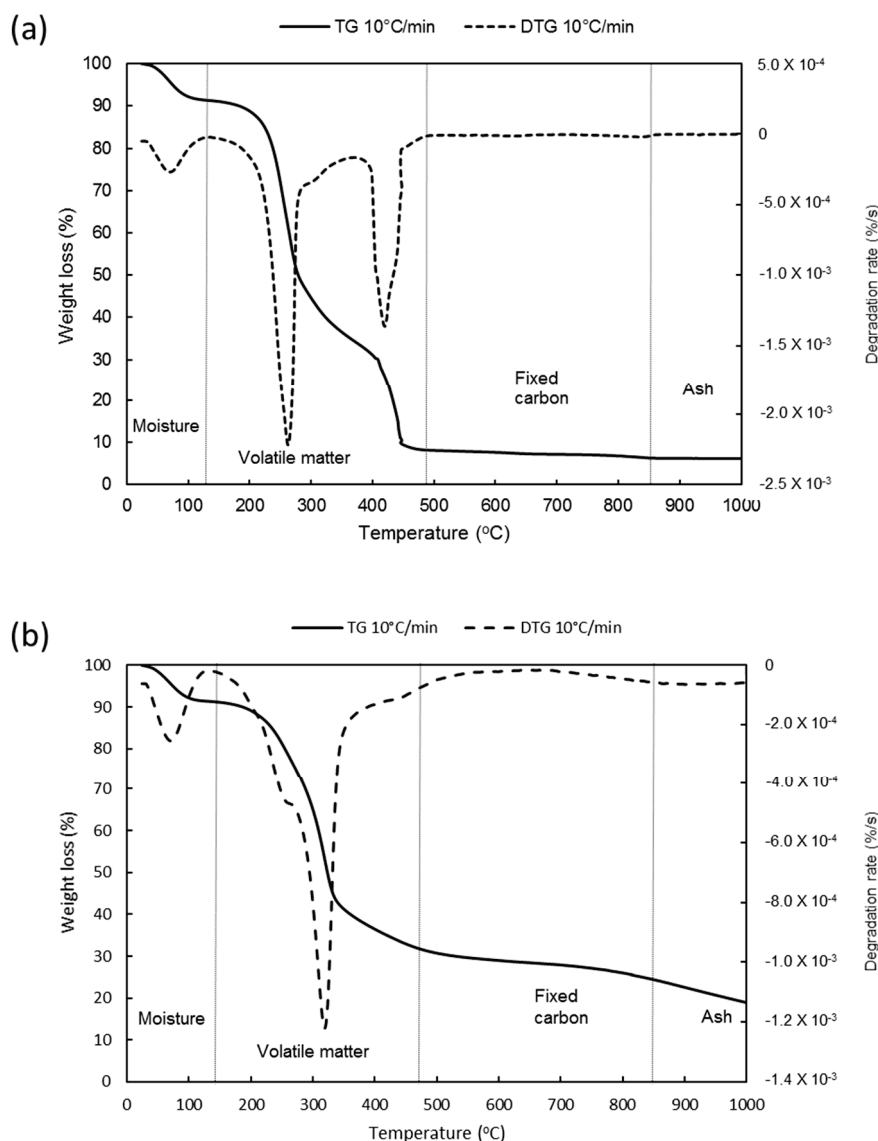 (a)
TG 10°C/min DTG 10°C/min
100
90
80
70
60
50
40
30
20
10
0
Weight loss (%)
5.0 X 10⁻⁴
0
-5.0 X 10⁻⁴
-1.0 X 10⁻³
-1.5 X 10⁻³
-2.0 X 10⁻³
-2.5 X 10⁻³
Degradation rate (%/s)
Moisture
Volatile matter
Fixed
carbon
Ash
0 100 200 300 400 500 600 700 800 900 1000
Temperature (°C)
(b)
TG 10°C/min DTG 10°C/min
100
90
80
70
60
50
40
30
20
10
0
Weight loss (%)
0
-2.0 X 10⁻⁴
-4.0 X 10⁻⁴
-6.0 X 10⁻⁴
-8.0 X 10⁻⁴
-1.0 X 10⁻³
-1.2 X 10⁻³
-1.4 X 10⁻³
Degradation rate (%/s)
Moisture
Volatile matter
Fixed
carbon
Ash
0 100 200 300 400 500 600 700 800 900 1000
Temperature (°C)